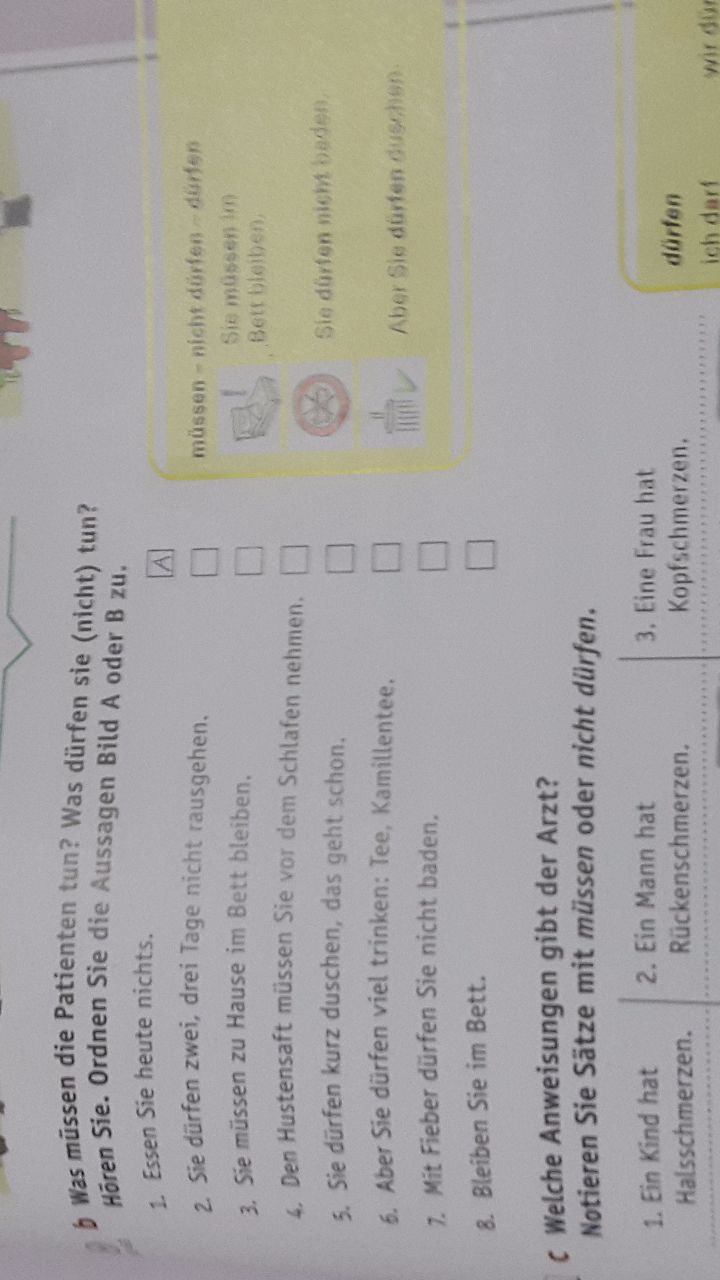 b Was müssen die Patienten tun? Was dürfen sie (nicht) tun?
Hören Sie. Ordnen Sie die Aussagen Bild A oder B zu.
1. Essen Sie heute nichts. A
2. Sie dürfen zwei, drei Tage nicht rausgehen.
3. Sie müssen zu Hause im Bett bleiben.
4. Den Hustensaft müssen Sie vor dem Schlafen nehmen.
5. Sie dürfen kurz duschen, das geht schon.
6. Aber Sie dürfen viel trinken: Tee, Kamillentee.
7. Mit Fieber dürfen Sie nicht baden.
8. Bleiben Sie im Bett.
müssen – nicht dürfen – dürfen
Sie müssen im
Bett bleiben.
Sie dürfen nicht baden.
Aber Sie dürfen duschen.
c Welche Anweisungen gibt der Arzt?
Notieren Sie Sätze mit müssen oder nicht dürfen.
1. Ein Kind hat
Halsschmerzen.
2. Ein Mann hat
Rückenschmerzen.
3. Eine Frau hat
Kopfschmerzen.
dürfen
ich darf wir dür